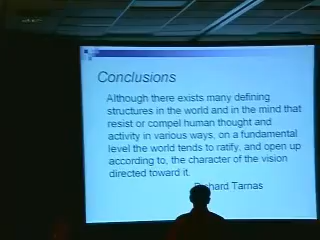 Conclusions
Although there exists many defining
structures in the world and in the mind that
resist or compel human thought and
activity in various ways, on a fundamental
level the world tends to ratify, and open up
according to, the character of the vision
directed toward it.
Richard Tarnas